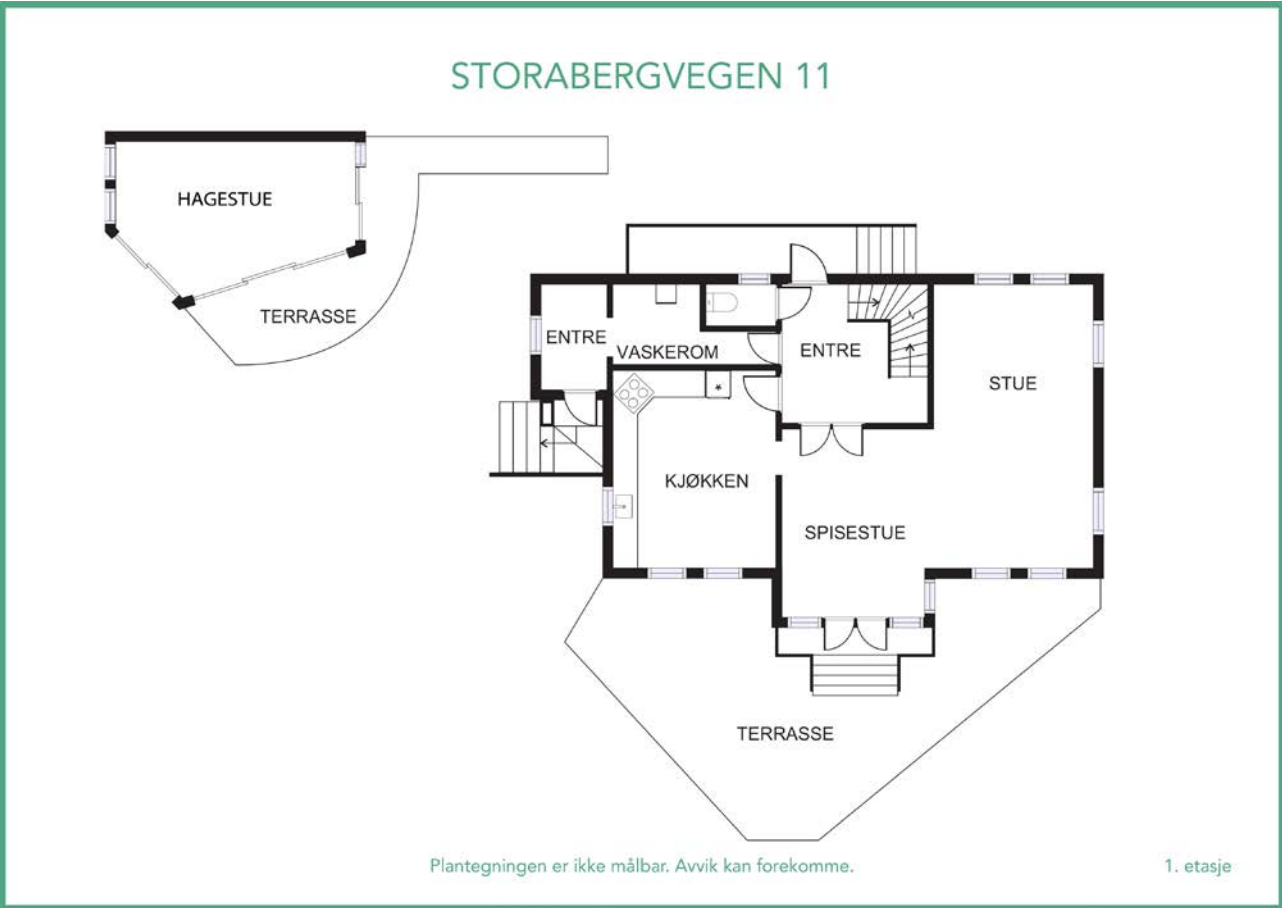 STORABERGVEGEN 11
HAGESTUE
TERRASSE
ENTRE
VASKEROM
ENTRE
STUE
KJØKKEN
SPISESTUE
TERRASSE
Plantegningen er ikke målbar. Avvik kan forekomme.
1. etasje